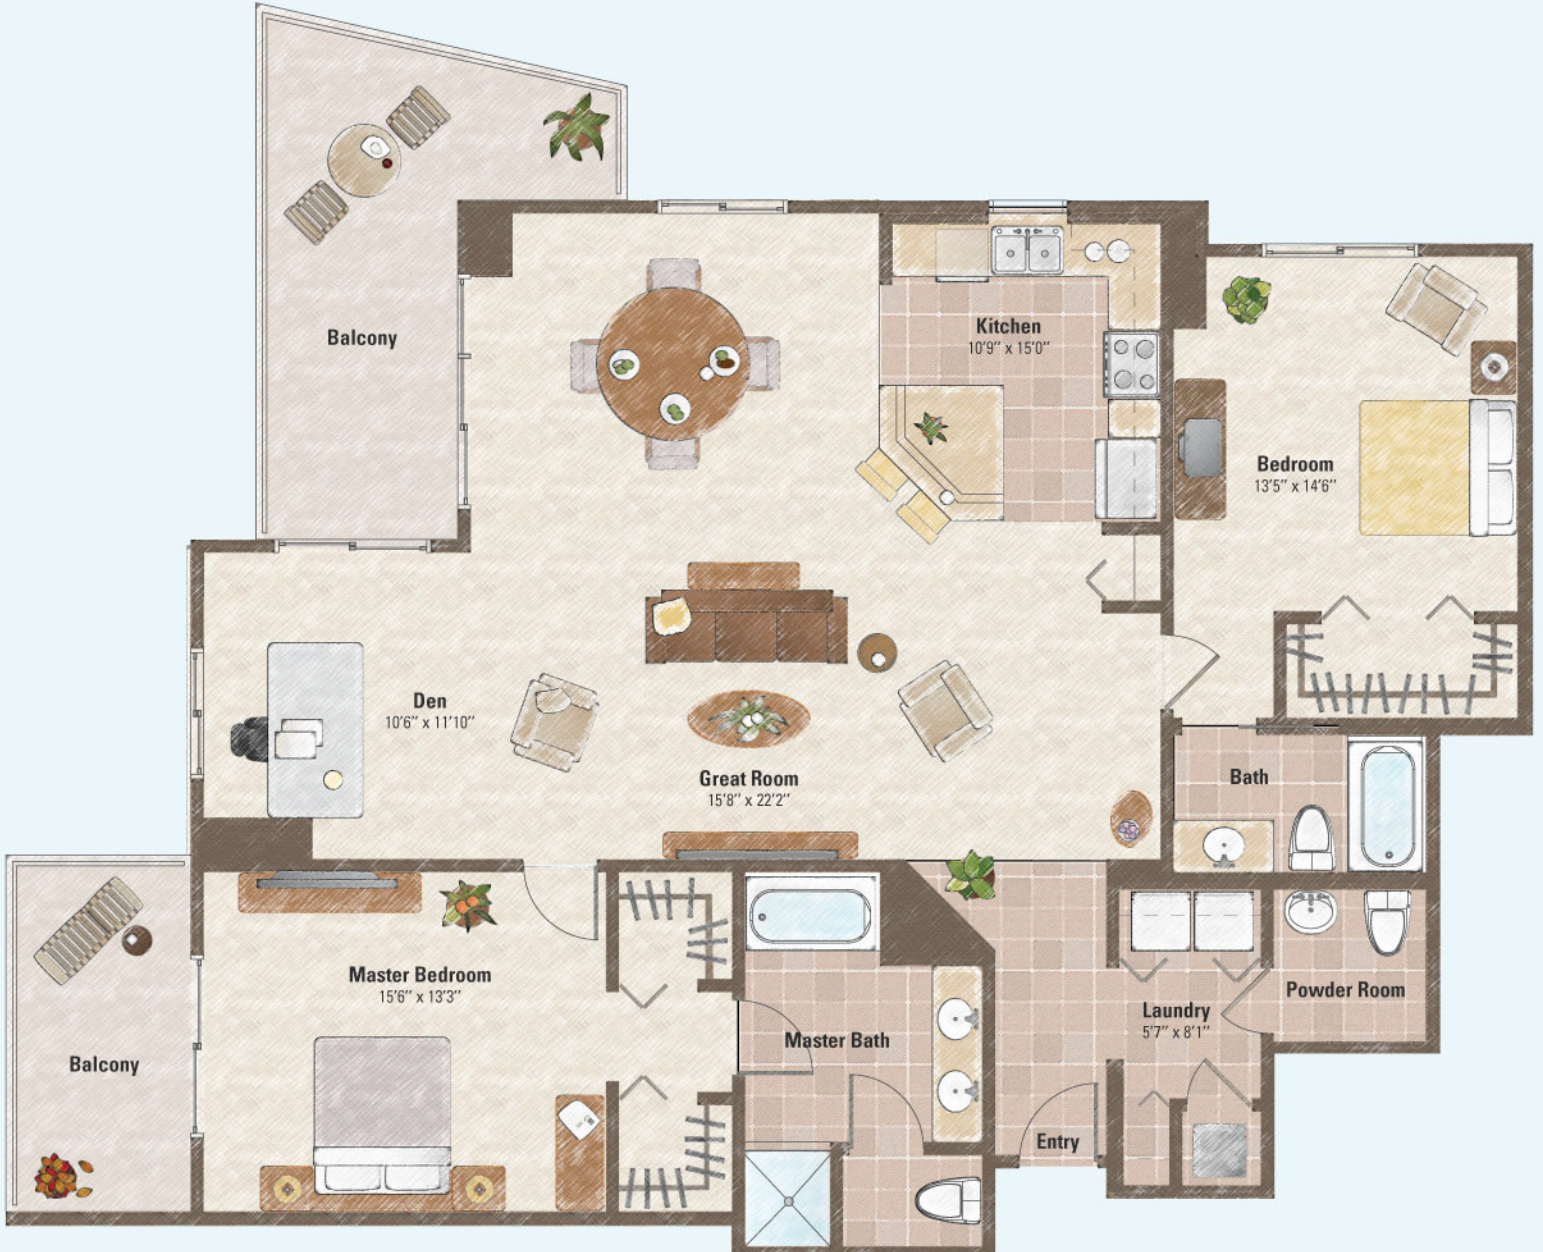 Balcony
Kitchen
10'9" x 15'0"
Bedroom
13'5" x 14'6"
Den
10'6" x 11'10"
Great Room
15'8" x 22'2"
Bath
Master Bedroom
15'6" x 13'3"
Powder Room
Laundry
5'7" x 8'1"
Master Bath
Balcony
Entry